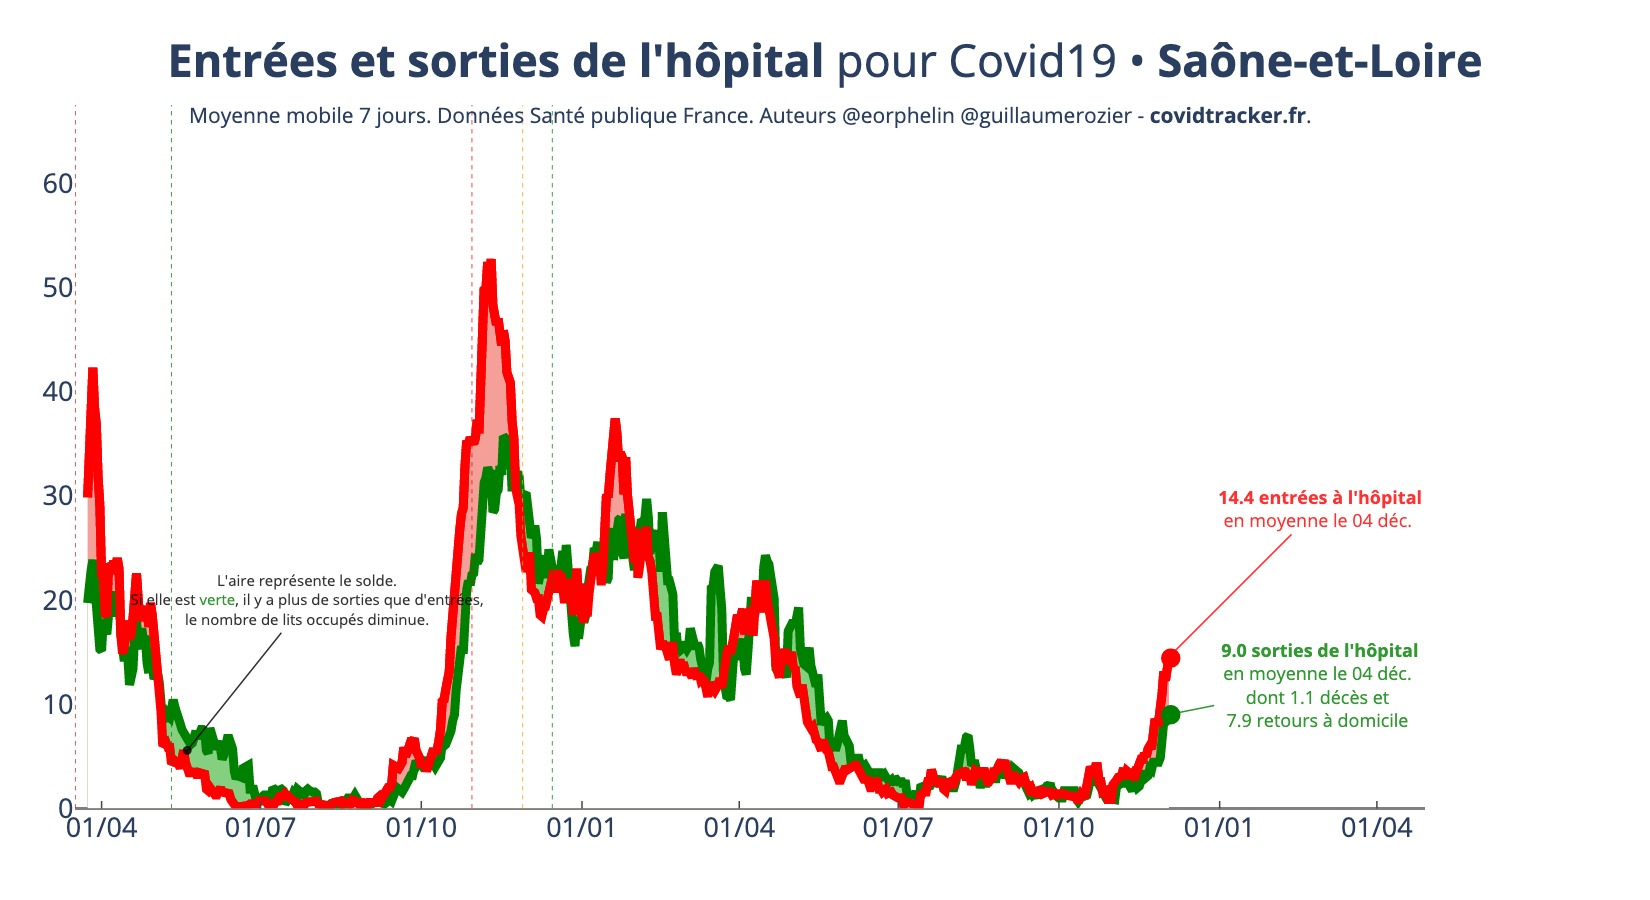 Entrées et sorties de l'hôpital pour Covid19 • Saône-et-Loire
Moyenne mobile 7 jours. Données Santé publique France. Auteurs @eorphelin @guillaumerozier - covidtracker.fr.
60
50
40
30
20
10
0
L'aire représente le solde.
Si elle est verte, il y a plus de sorties que d'entrées,
le nombre de lits occupés diminue.
14.4 entrées à l'hôpital
en moyenne le 04 déc.
9.0 sorties de l'hôpital
en moyenne le 04 déc.
dont 1.1 décès et
7.9 retours à domicile
01/04 01/07 01/10 01/01 01/04 01/07 01/10 01/01 01/04